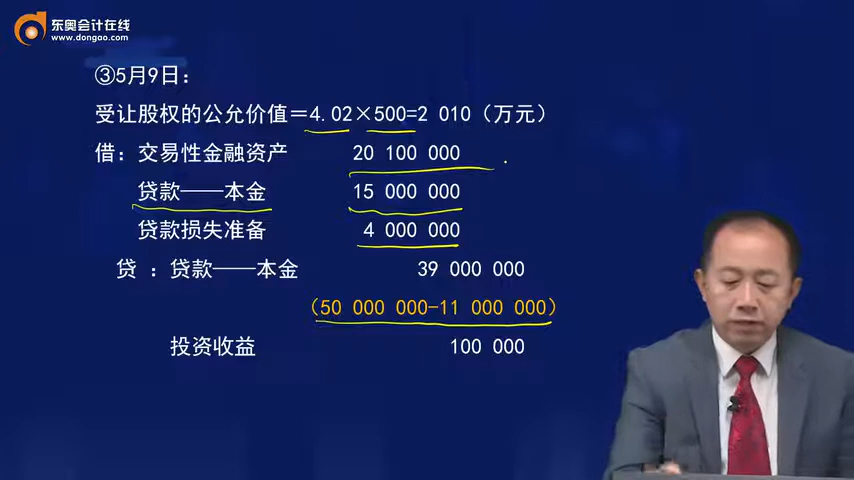 东奥会计在线
www.dongao.com
③5月9日：
受让股权的公允价值＝4.02×500=2 010（万元）
借：交易性金融资产 20 100 000
贷款——本金 15 000 000
贷款损失准备 4 000 000
贷 ：贷款——本金 39 000 000
（50 000 000-11 000 000）
投资收益 100 000